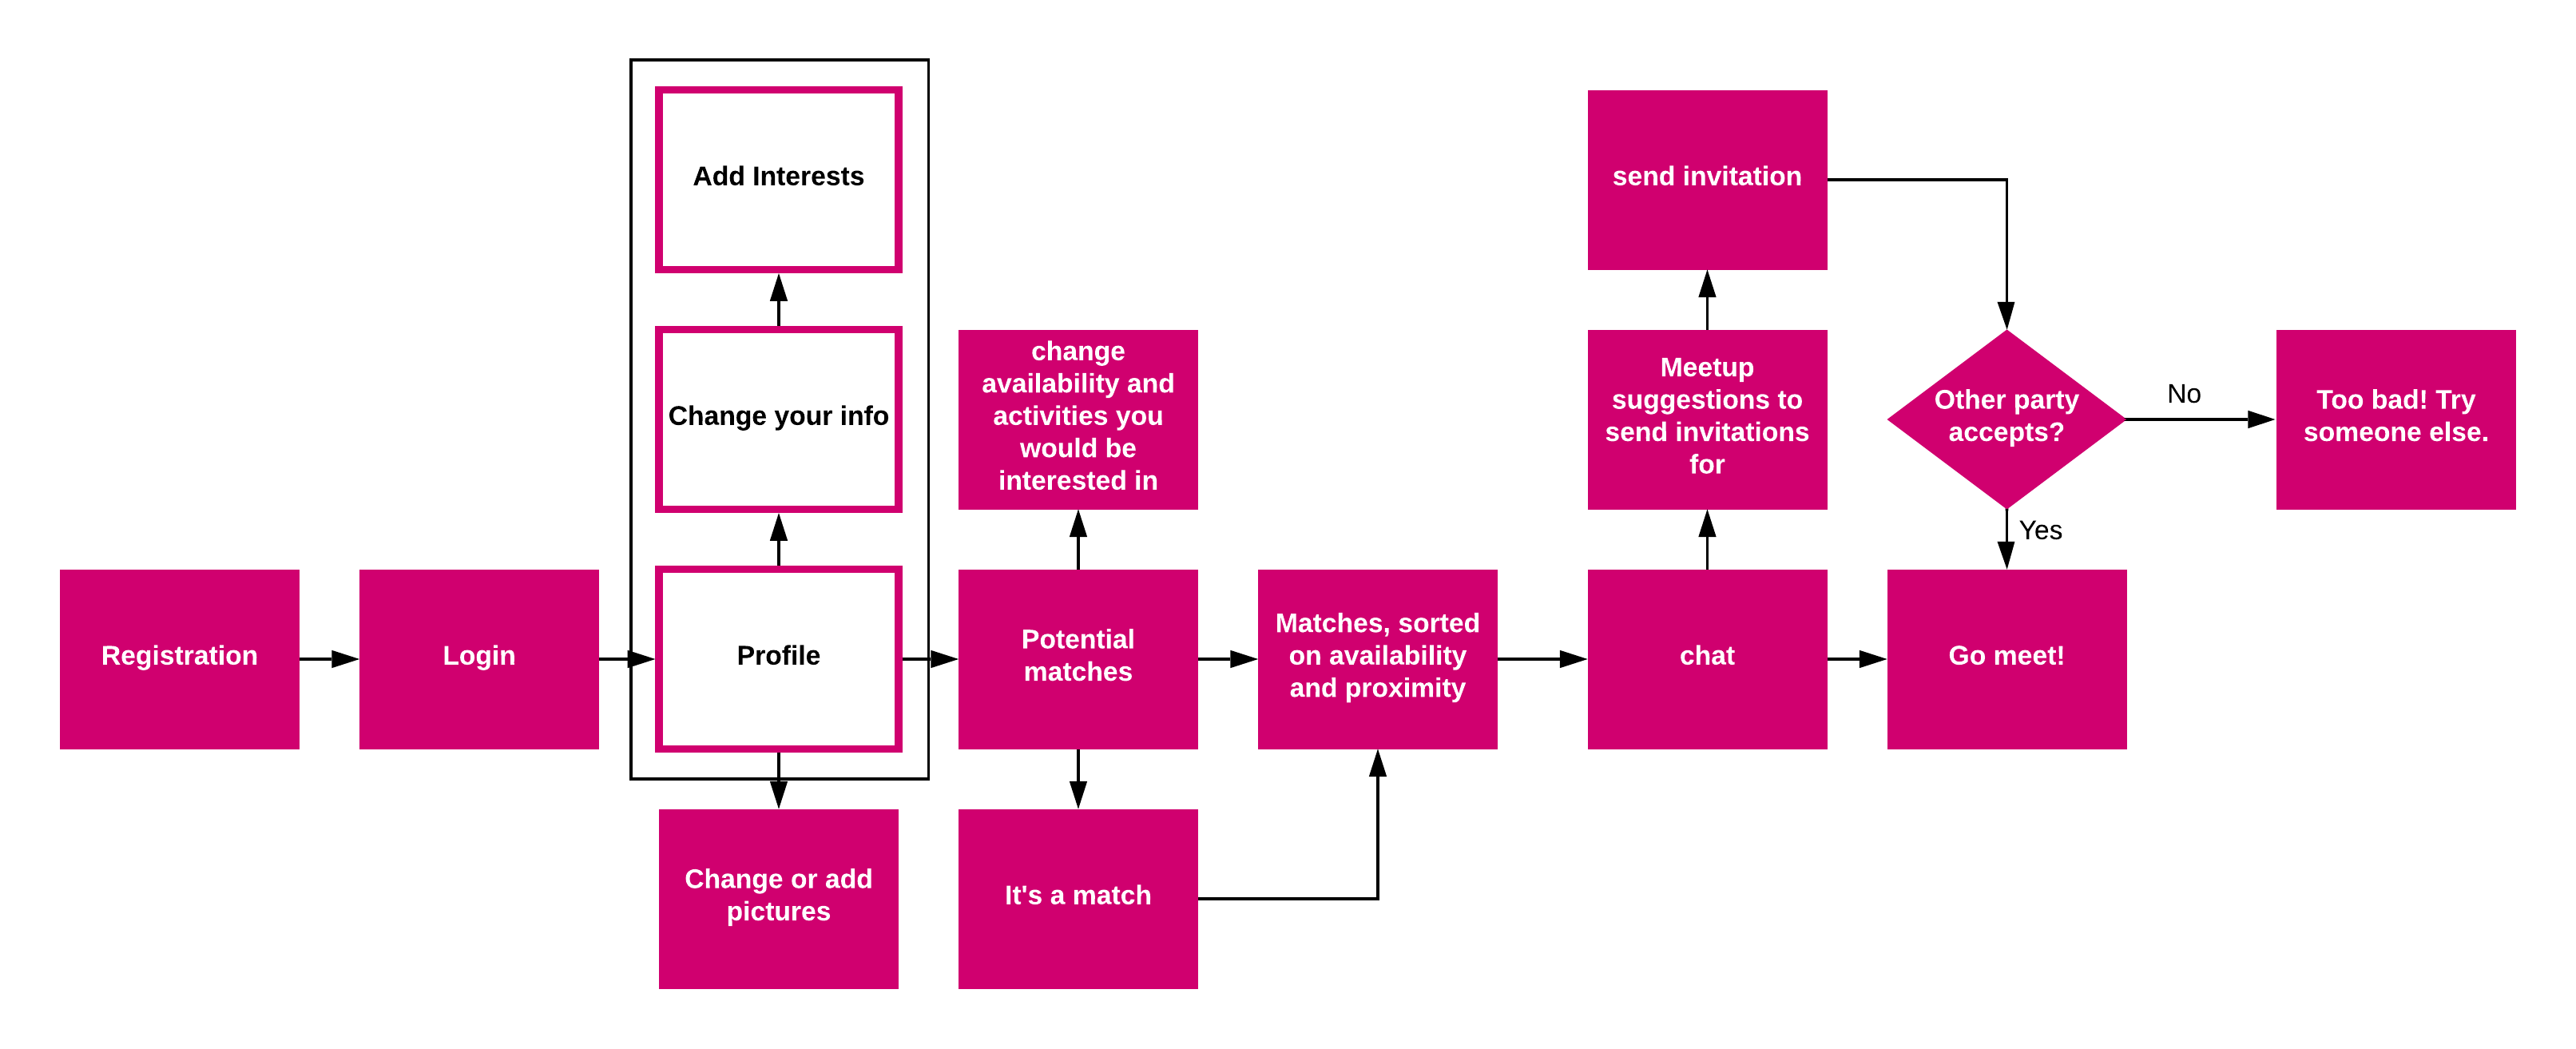 Add Interests
send invitation
Change your info
change
availability and
activities you
would be
interested in
Meetup
suggestions to
send invitations
for
Other party
accepts?
No
Too bad! Try
someone else.
Yes
Registration
Login
Profile
Potential
matches
Matches, sorted
on availability
and proximity
chat
Go meet!
Change or add
pictures
It's a match